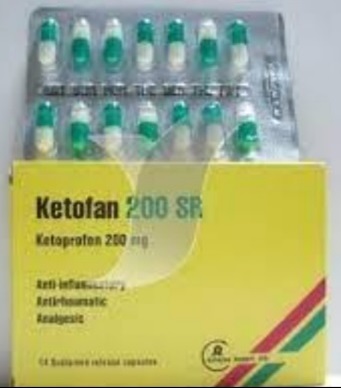 Ketofan 200 SR
Ketoprofen 200 mg
Anti-inflammatory
Antirheumatic
Analgesic
14 Sustained release capsules